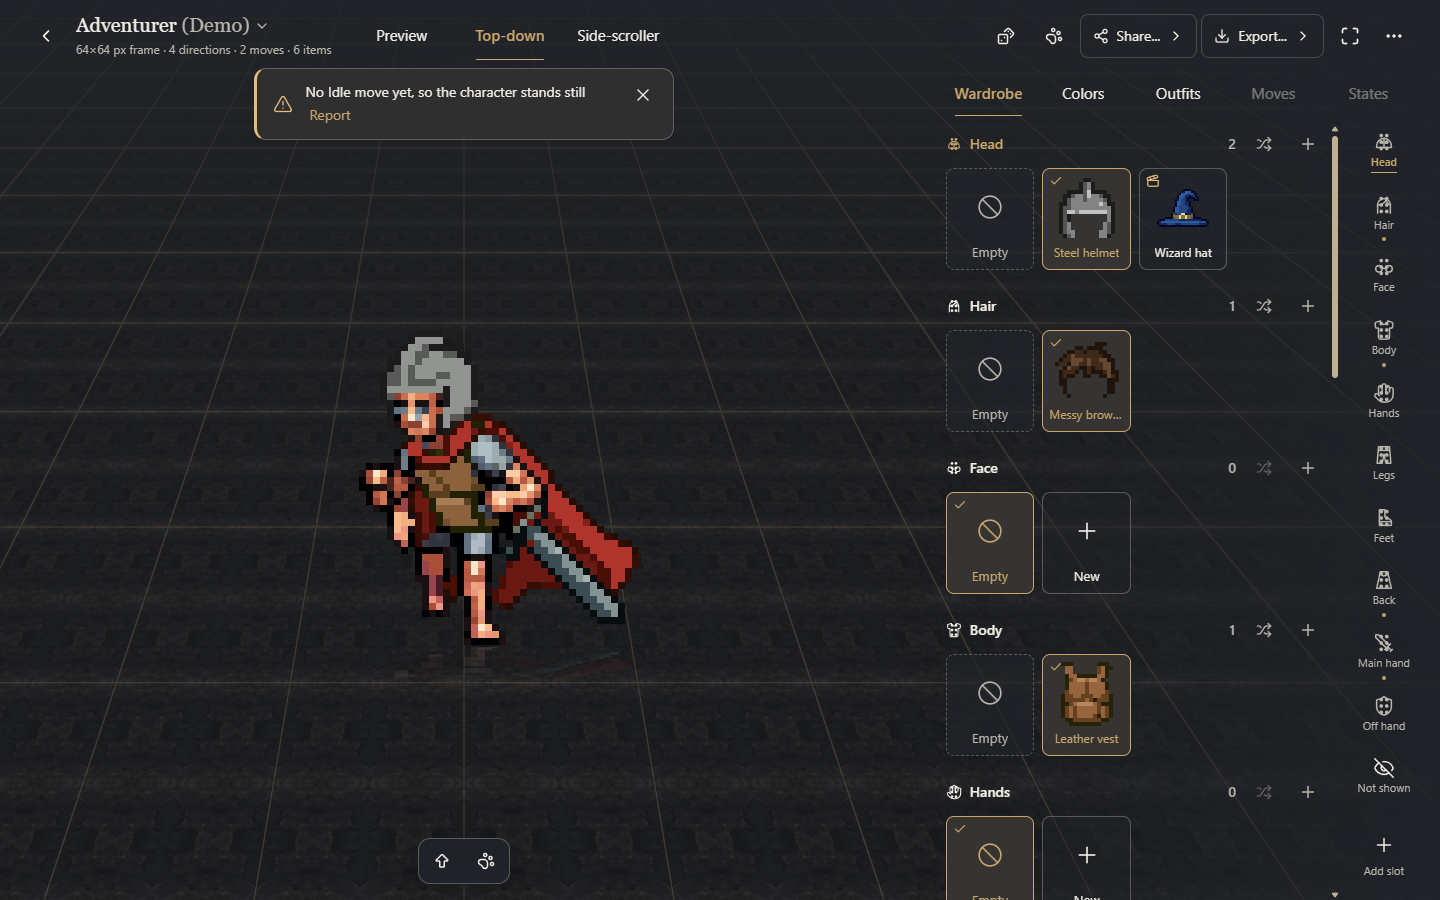 Adventurer (Demo)
64×64 px frame · 4 directions · 2 moves · 6 items
Preview
Top-down
Side-scroller
Share...
Export...
No Idle move yet, so the character stands still
Report
Wardrobe
Colors
Outfits
Moves
States
Head
2
Empty
Steel helmet
Wizard hat
Hair
1
Empty
Messy brow...
Face
0
Empty
New
Body
1
Empty
Leather vest
Hands
0
Empty
New
Head
Hair
Face
Body
Hands
Legs
Feet
Back
Main hand
Off hand
Not shown
Add slot